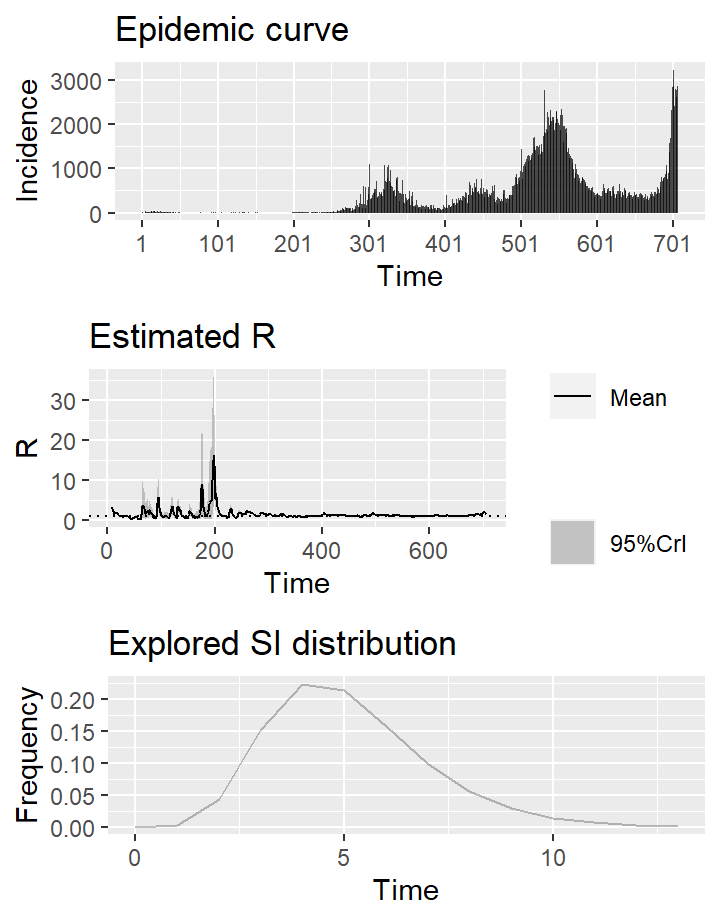 Epidemic curve
3000
2000
1000
0
Incidence
1 101 201 301 401 501 601 701
Time
Estimated R
30
20
10
0
R
0 200 400 600
Time
Mean
95%CrI
Explored SI distribution
0.20
0.15
0.10
0.05
0.00
Frequency
0 5 10
Time